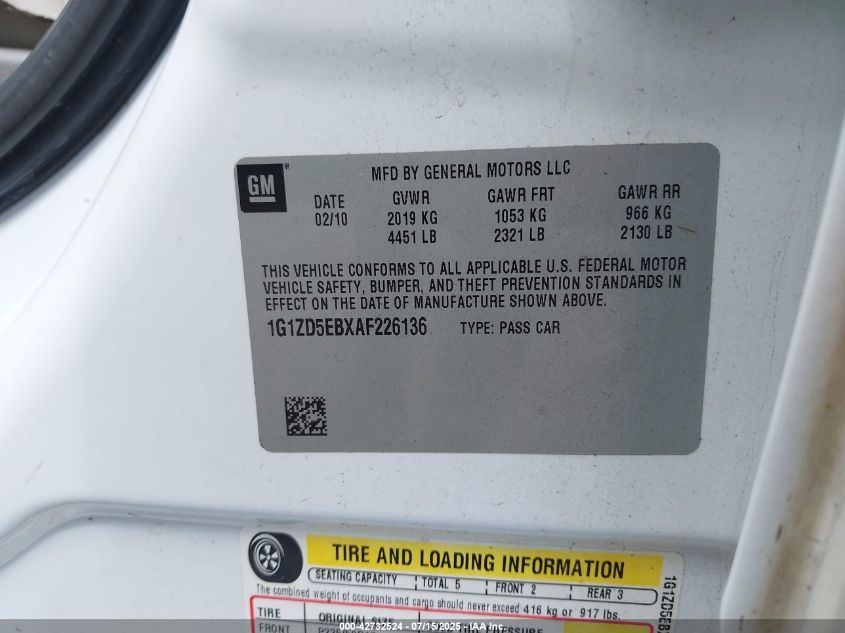 GM
MFD BY GENERAL MOTORS LLC
DATE GVWR GAWR FRT GAWR RR
02/10 2019 KG 1053 KG 966 KG
4451 LB 2321 LB 2130 LB
THIS VEHICLE CONFORMS TO ALL APPLICABLE U.S. FEDERAL MOTOR
VEHICLE SAFETY, BUMPER, AND THEFT PREVENTION STANDARDS IN
EFFECT ON THE DATE OF MANUFACTURE SHOWN ABOVE.
1G1ZD5EBXAF226136 TYPE: PASS CAR
TIRE AND LOADING INFORMATION
SEATING CAPACITY TOTAL 5 FRONT 2 REAR 3
The combined weight of occupants and cargo should never exceed 416 kg or 917 lbs.
TIRE ORIGINAL SIZE PRESSURE
FRONT
1G1ZD5EB
000-42732524 - 07/15/2025 - IAA Inc.